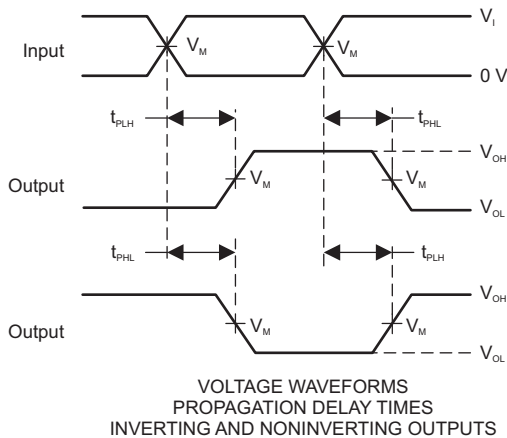 Input
V_M
V_M
V_I
0 V
t_PLH
t_PHL
Output
V_M
V_M
V_OH
V_OL
t_PHL
t_PLH
Output
V_M
V_M
V_OH
V_OL
VOLTAGE WAVEFORMS
PROPAGATION DELAY TIMES
INVERTING AND NONINVERTING OUTPUTS